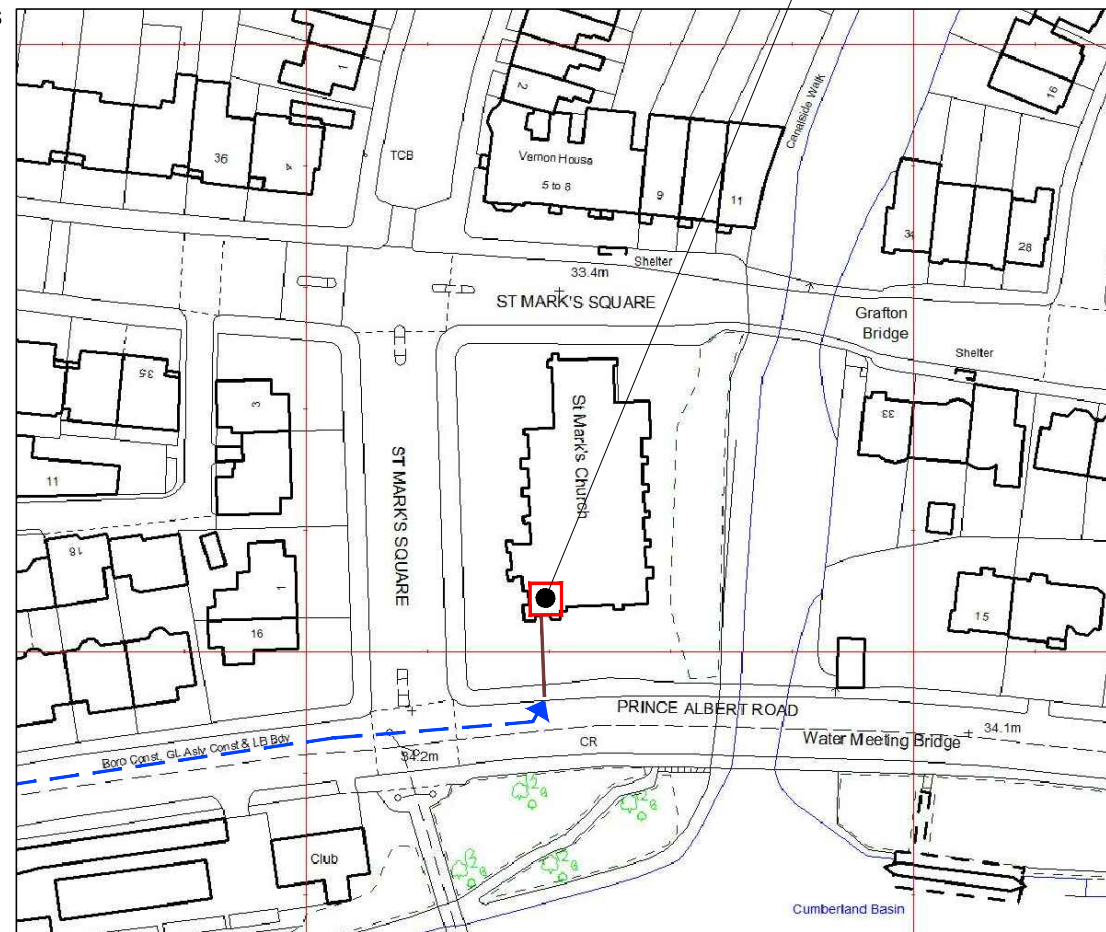 s
1
2
16
TCB
Canalside Walk
36
4
Vernon House
5 to 8
9
11
34
28
Shelter
33.4m
ST MARK'S SQUARE
Grafton
Bridge
Shelter
35
3
St Mark's Church
33
11
ST MARK'S SQUARE
18
1
16
15
PRINCE ALBERT ROAD
Boro Const, GL Asly Const & LB Bdy
CR
Water Meeting Bridge
34.1m
34.2m
Club
Cumberland Basin